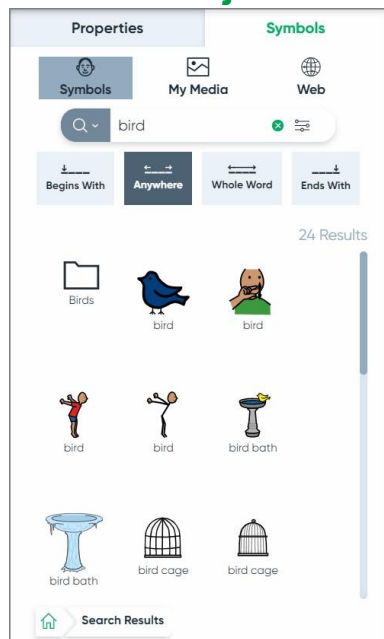 Properties Symbols
Symbols My Media Web
bird
Begins With Anywhere Whole Word Ends With
24 Results
Birds bird bird
bird bird bird bath
bird bath bird cage bird cage
Search Results